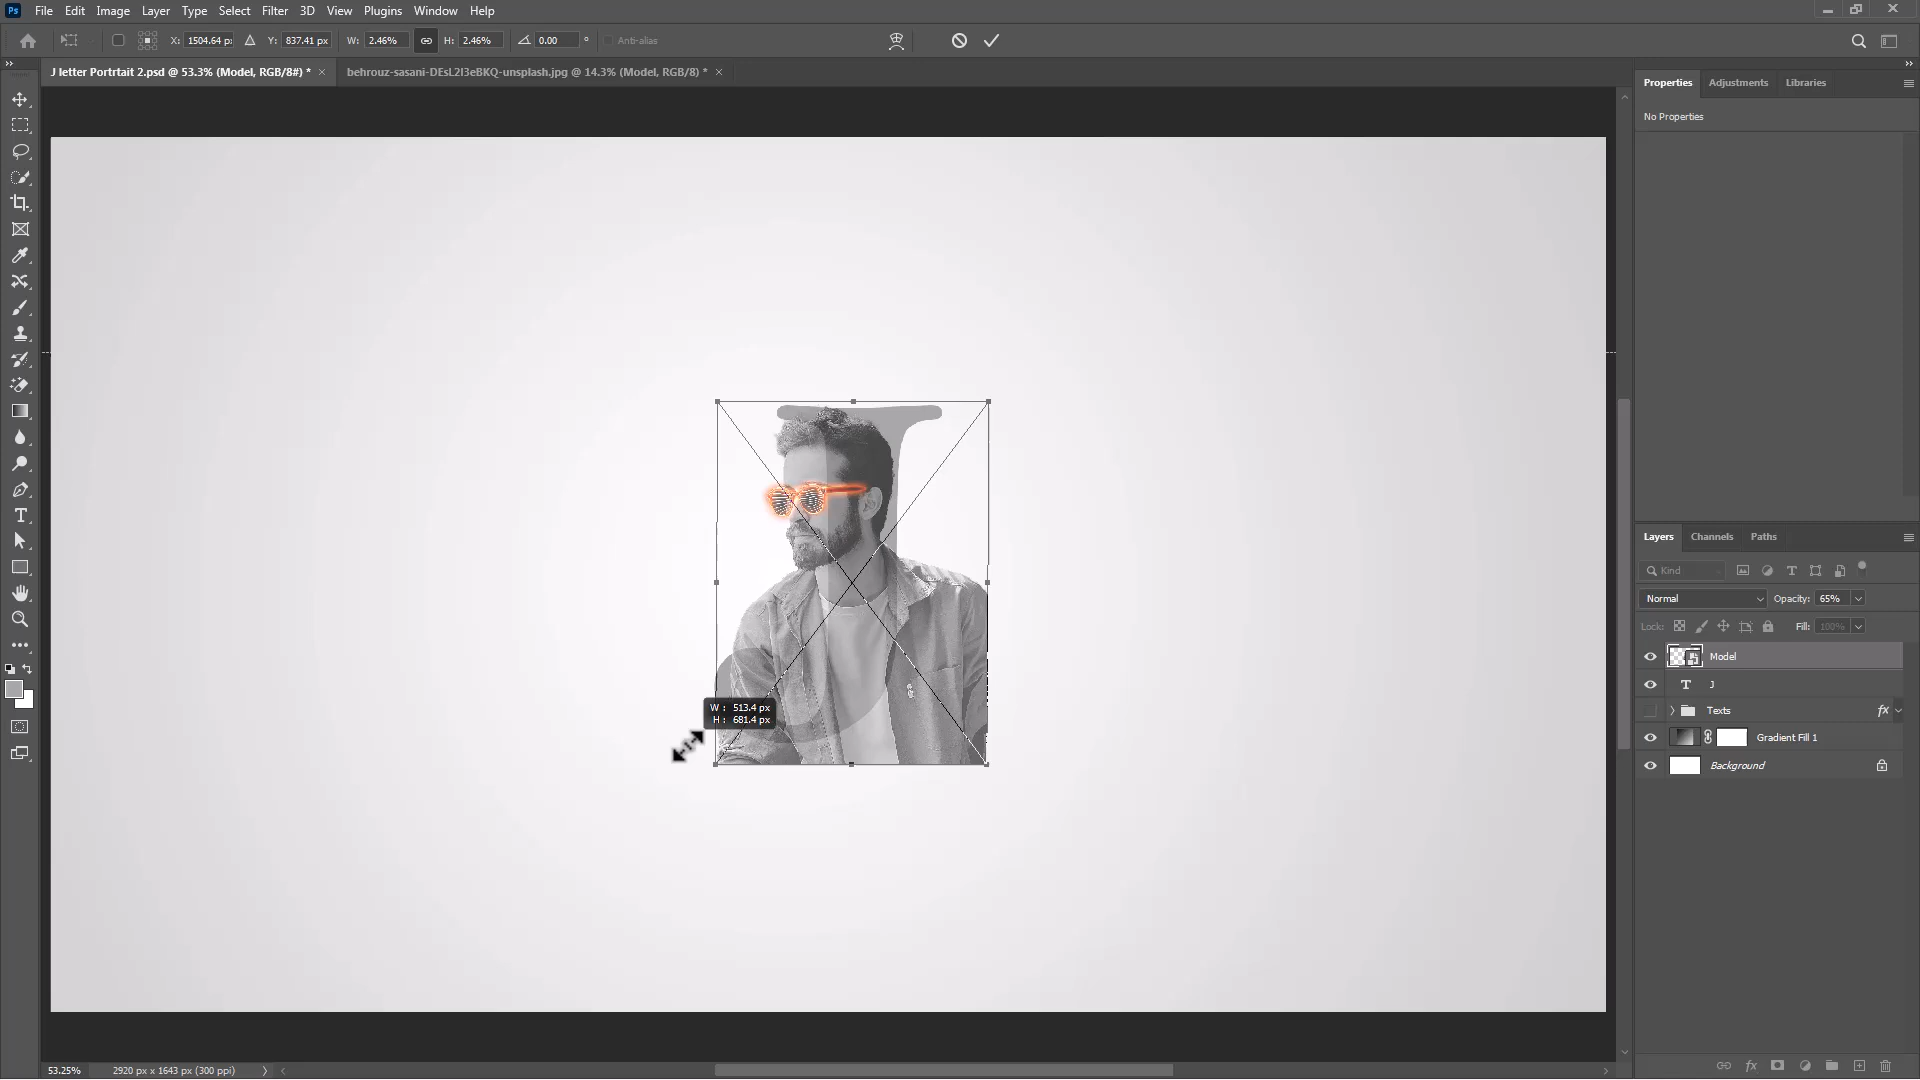 Ps File Edit Image Layer Type Select Filter 3D View Plugins Window Help
X: 1504.64 p Y: 837.41 px W: 2.46% H: 2.46% 0.00 ° Anti-alias
J letter Portrtait 2.psd @ 53.3% (Model, RGB/8#) * × behrouz-sasani-DEsL2I3eBKQ-unsplash.jpg @ 14.3% (Model, RGB/8) * ×
Properties Adjustments Libraries
No Properties
W : 513.4 px
H : 681.4 px
Layers Channels Paths
Kind
Normal Opacity: 65%
Lock: Fill: 100%
Model
T J
Texts fx
Gradient Fill 1
Background
53.25% 2920 px x 1643 px (300 ppi)
fx